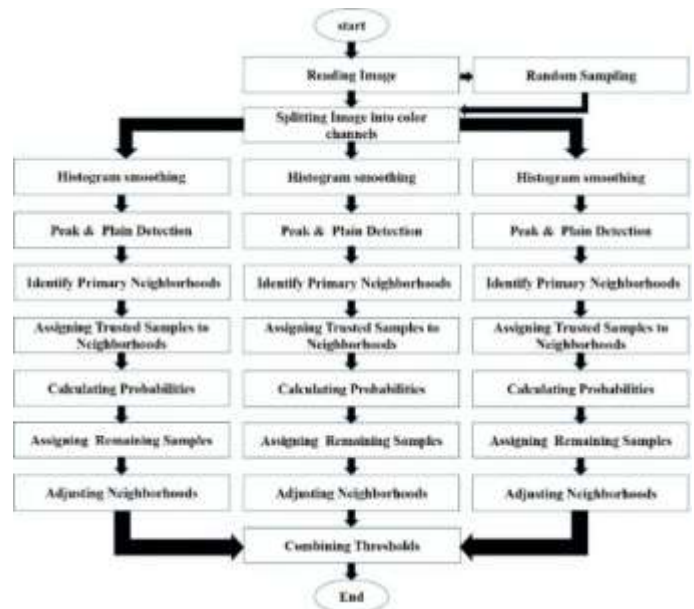 start
Reading Image
Random Sampling
Splitting Image into color
channels
Histogram smoothing
Histogram smoothing
Histogram smoothing
Peak & Plain Detection
Peak & Plain Detection
Peak & Plain Detection
Identify Primary Neighborhoods
Identify Primary Neighborhoods
Identify Primary Neighborhoods
Assigning Trusted Samples to
Neighborhoods
Assigning Trusted Samples to
Neighborhoods
Assigning Trusted Samples to
Neighborhoods
Calculating Probabilities
Calculating Probabilities
Calculating Probabilities
Assigning Remaining Samples
Assigning Remaining Samples
Assigning Remaining Samples
Adjusting Neighborhoods
Adjusting Neighborhoods
Adjusting Neighborhoods
Combining Thresholds
End